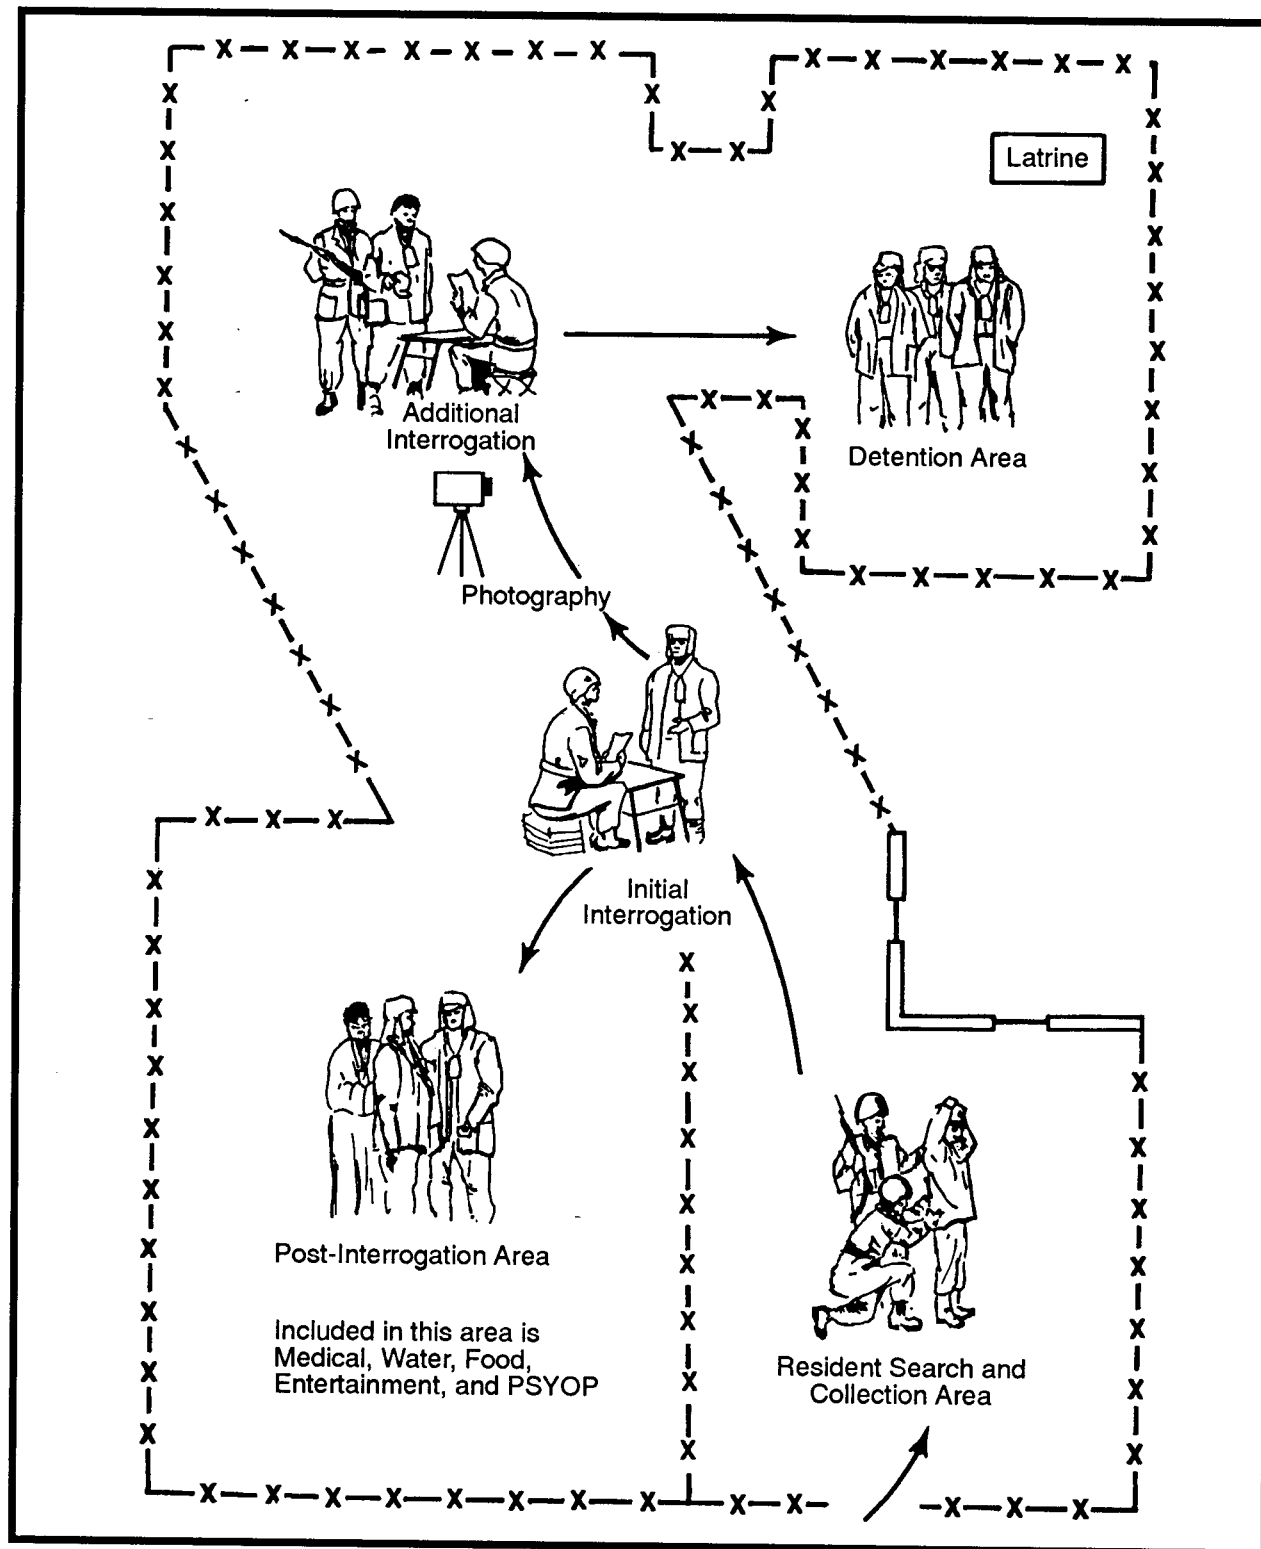 Latrine
Additional
Interrogation
Detention Area
Photography
Initial
Interrogation
Post-Interrogation Area
Included in this area is
Medical, Water, Food,
Entertainment, and PSYOP
Resident Search and
Collection Area